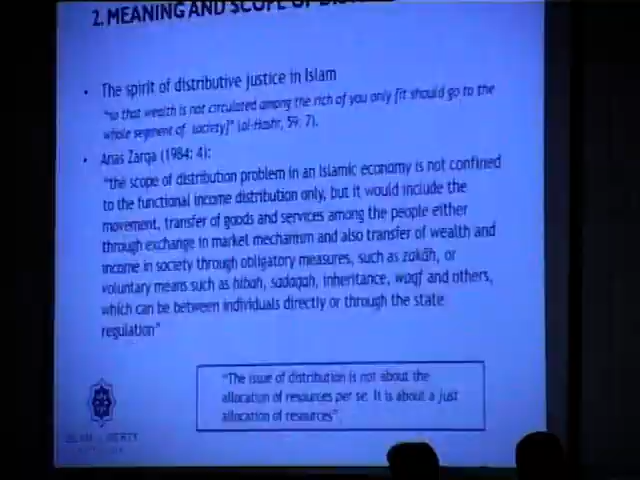 2. MEANING AND SCOPE OF
• The spirit of distributive justice in Islam
"so that wealth is not circulated among the rich of you only [it should go to the
whole segment of society]" (al-Hashr, 59: 7).
• Anas Zarqa (1984: 4):
"the scope of distribution problem in an Islamic economy is not confined
to the functional income distribution only, but it would include the
movement, transfer of goods and services among the people either
through exchange in market mechanism and also transfer of wealth and
income in society through obligatory measures, such as zakāh, or
voluntary means such as hibah, sadaqah, inheritance, waqf and others,
which can be between individuals directly or through the state
regulation"
"The issue of distribution is not about the
allocation of resources per se. It is about a just
allocation of resources".